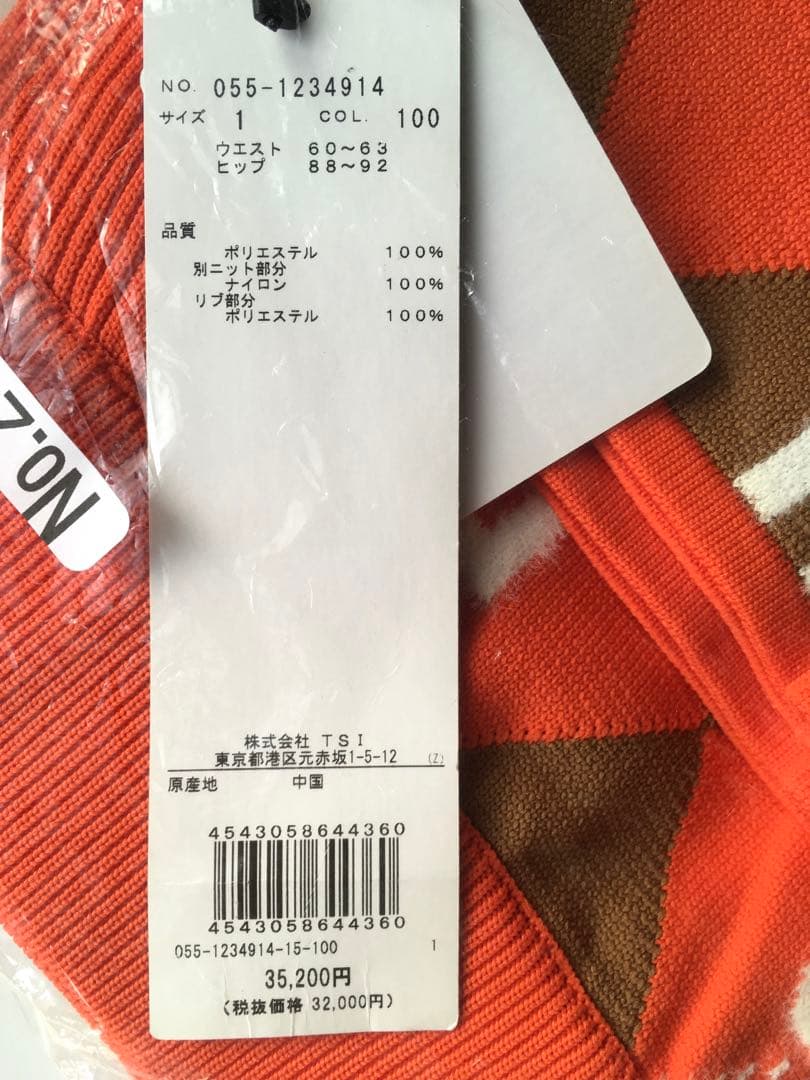 NO. 055-1234914
サイズ 1 COL. 100
ウエスト 60〜63
ヒップ 88〜92
品質
ポリエステル 100%
別ニット部分
ナイロン 100%
リブ部分
ポリエステル 100%
株式会社 TSI
東京都港区元赤坂1-5-12 (Z)
原産地 中国
4543058644360
4543058644360
055-1234914-15-100 1
35,200円
(税抜価格 32,000円)
No.